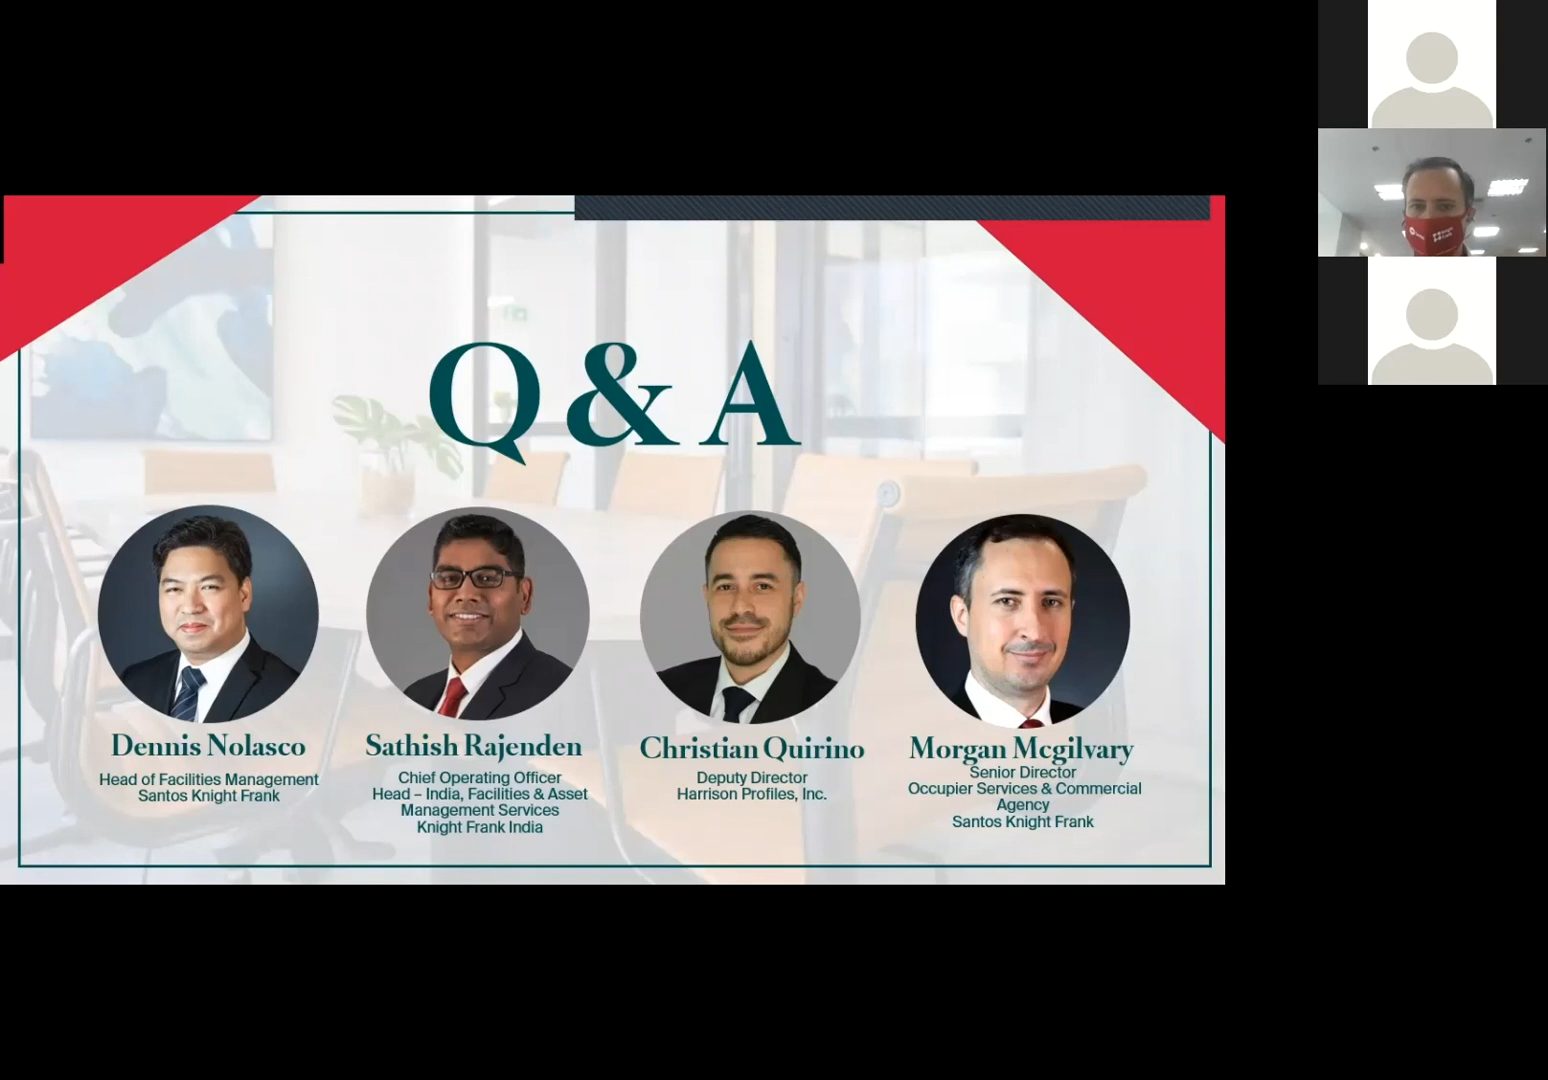 Q & A
Dennis Nolasco
Head of Facilities Management
Santos Knight Frank
Sathish Rajenden
Chief Operating Officer
Head – India, Facilities & Asset
Management Services
Knight Frank India
Christian Quirino
Deputy Director
Harrison Profiles, Inc.
Morgan Mcgilvary
Senior Director
Occupier Services & Commercial
Agency
Santos Knight Frank